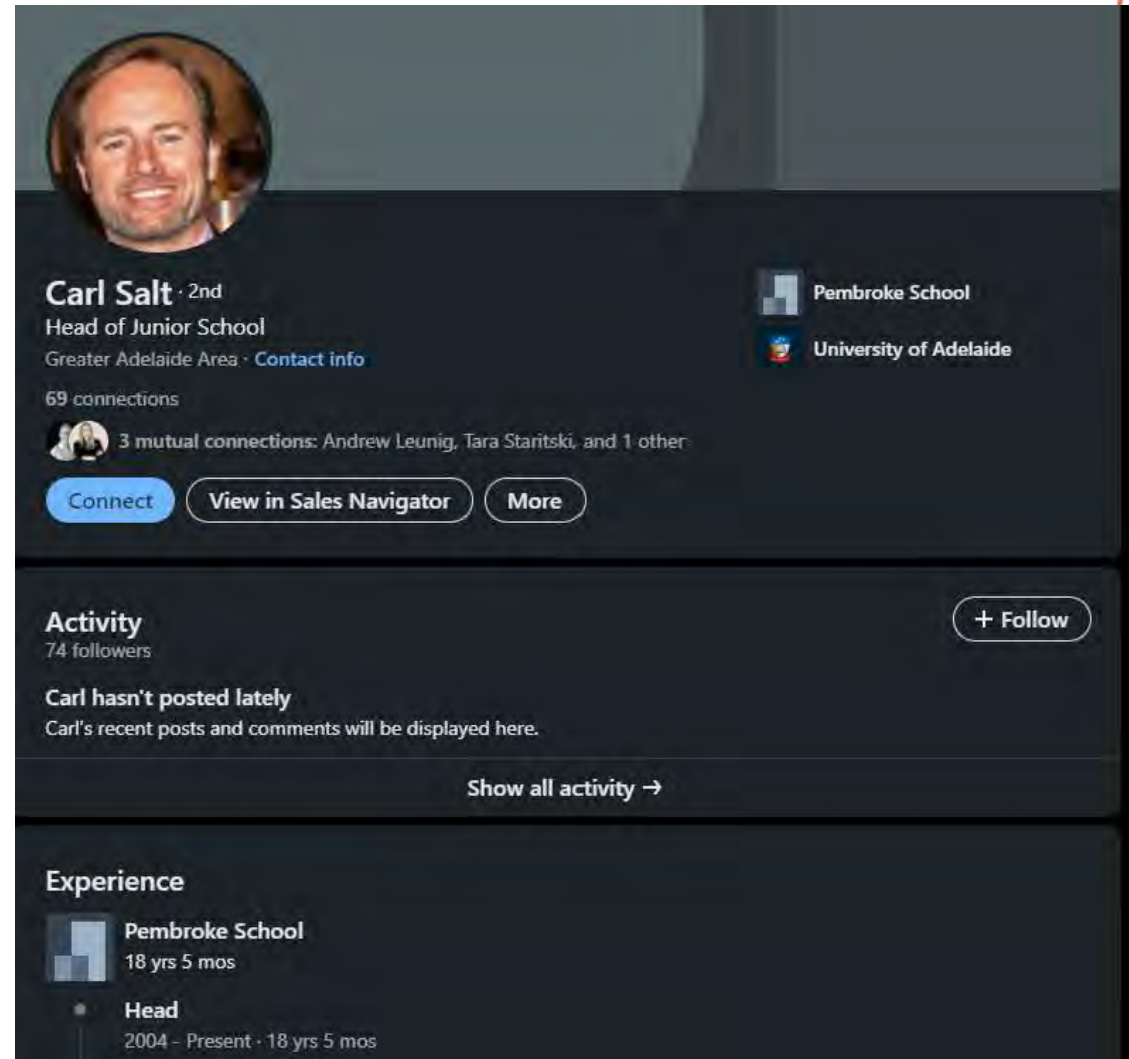 Carl Salt · 2nd
Head of Junior School
Greater Adelaide Area · Contact info
69 connections
3 mutual connections: Andrew Leunig, Tara Staritski, and 1 other
Connect
View in Sales Navigator
More
Pembroke School
University of Adelaide
Activity
74 followers
+ Follow
Carl hasn't posted lately
Carl's recent posts and comments will be displayed here.
Show all activity →
Experience
Pembroke School
18 yrs 5 mos
Head
2004 - Present · 18 yrs 5 mos